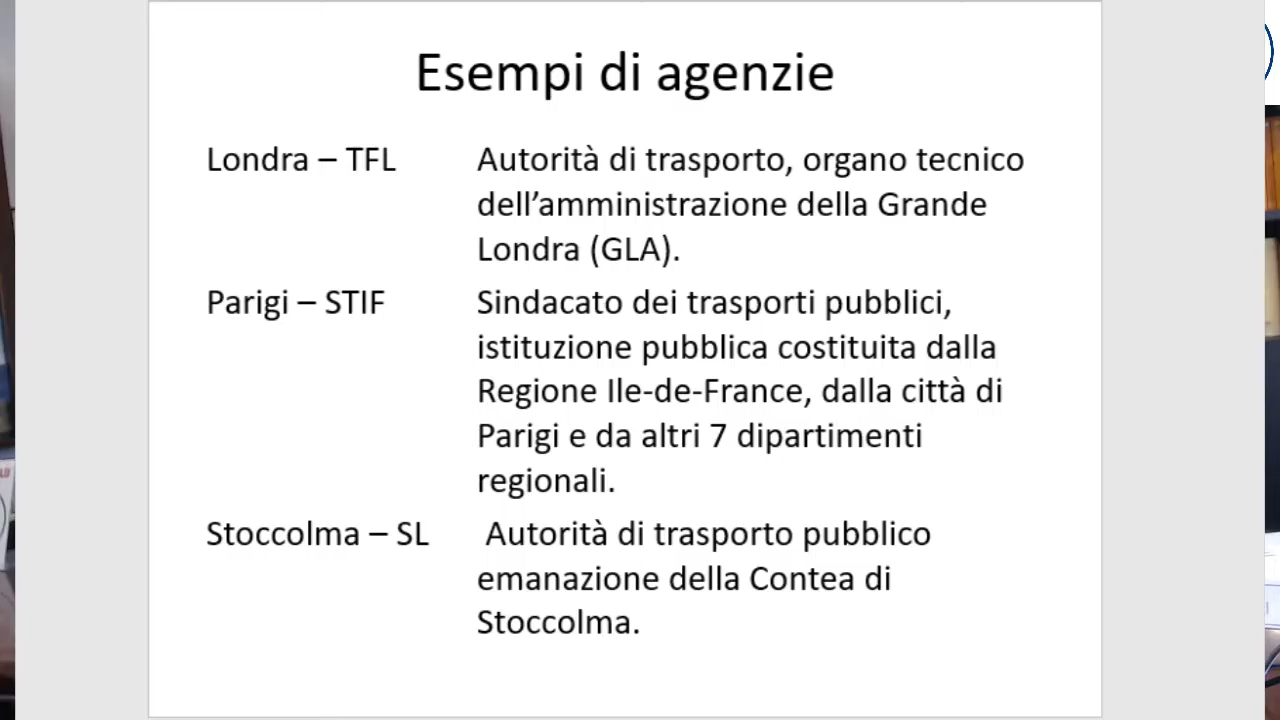 Esempi di agenzie
Londra – TFL Autorità di trasporto, organo tecnico
dell’amministrazione della Grande
Londra (GLA).
Parigi – STIF Sindacato dei trasporti pubblici,
istituzione pubblica costituita dalla
Regione Ile-de-France, dalla città di
Parigi e da altri 7 dipartimenti
regionali.
Stoccolma – SL Autorità di trasporto pubblico
emanazione della Contea di
Stoccolma.